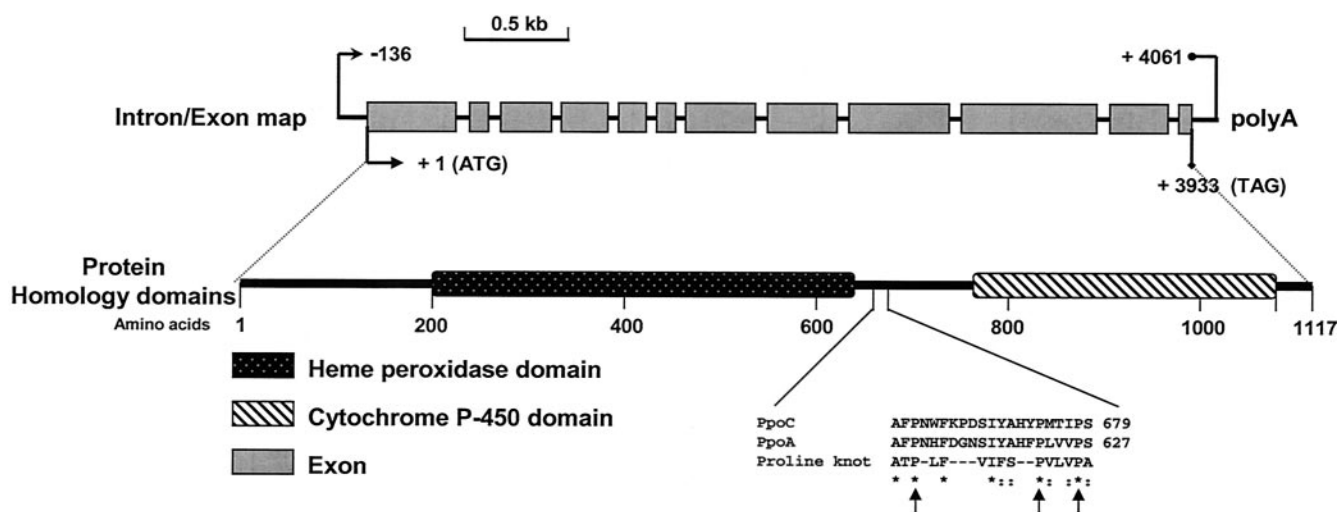 0.5 kb
-136
+ 4061
Intron/Exon map
polyA
+ 1 (ATG)
+ 3933 (TAG)
Protein
Homology domains
Amino acids 1 200 400 600 800 1000 1117
Heme peroxidase domain
Cytochrome P-450 domain
Exon
PpoC AFPNWFKPDSIYAHYPMTIPS 679
PpoA AFPNHFDGNSIYAHFPLVVPS 627
Proline knot ATP-LF---VIFS--PVLVPA
* * * *:: *: :*: